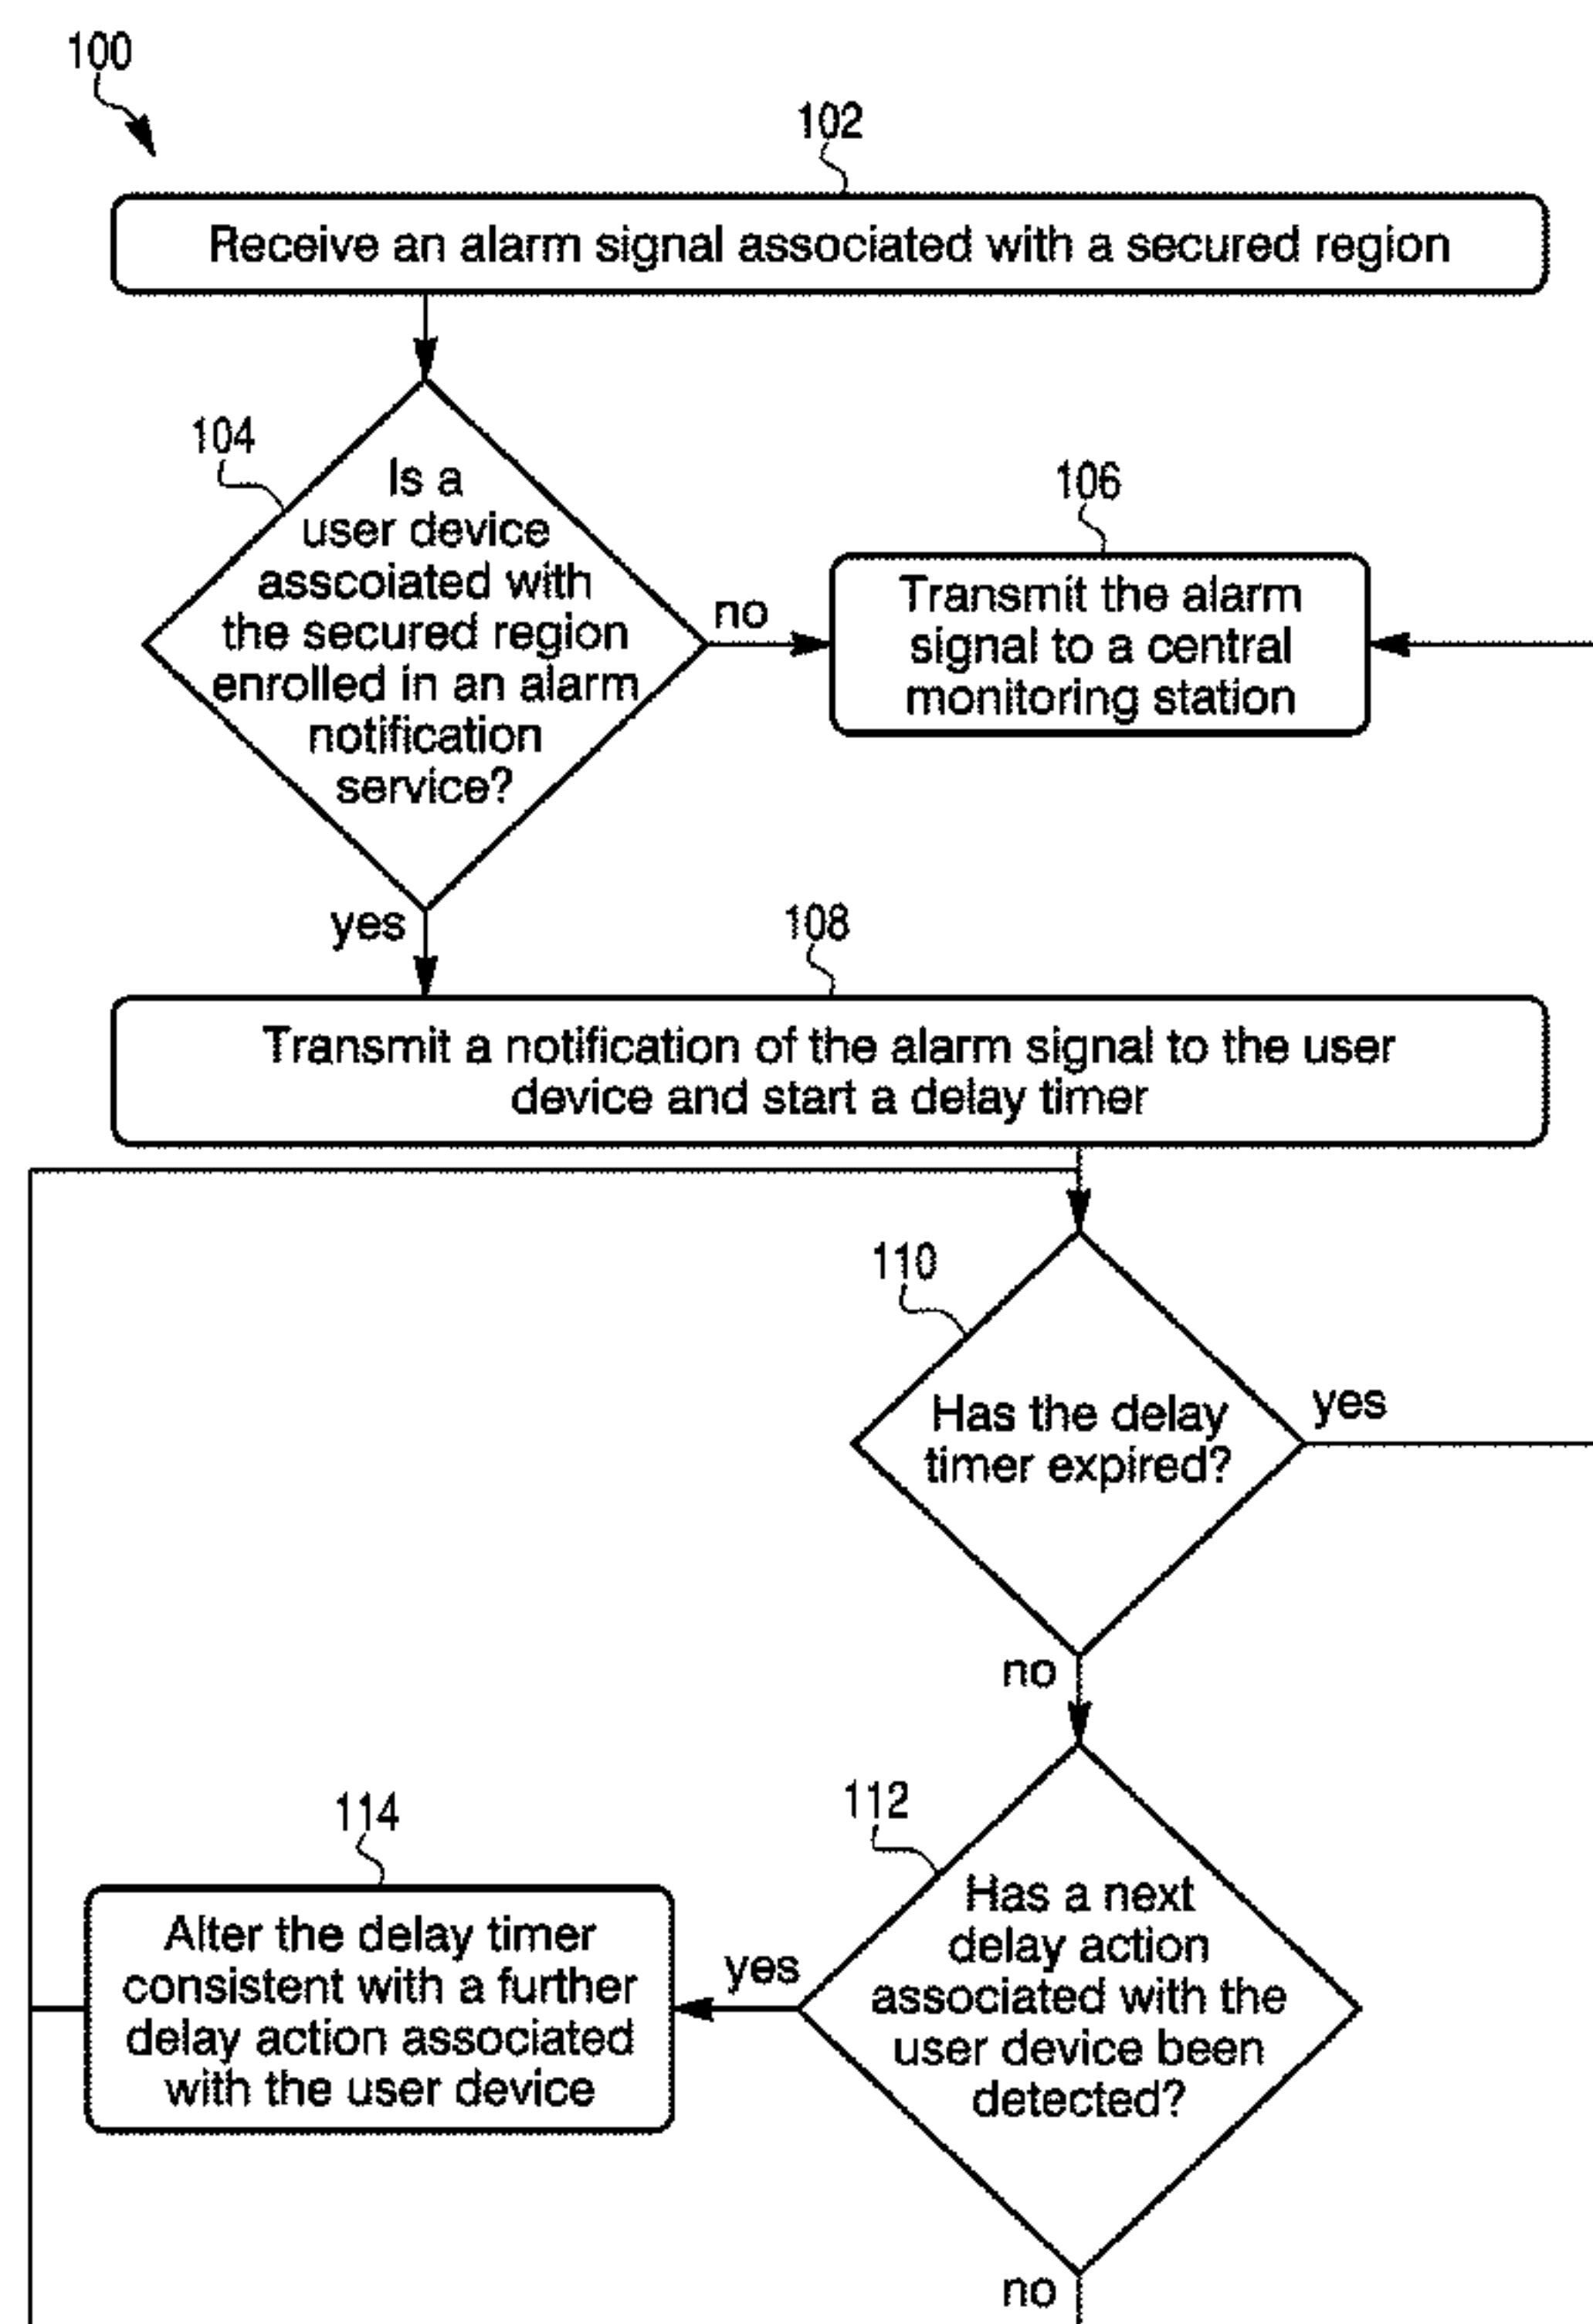 100
102
Receive an alarm signal associated with a secured region
104
Is a
user device
asscoiated with
the secured region
enrolled in an alarm
notification
service?
no
106
Transmit the alarm
signal to a central
monitoring station
yes
108
Transmit a notification of the alarm signal to the user
device and start a delay timer
110
Has the delay
timer expired?
yes
no
112
Has a next
delay action
associated with the
user device been
detected?
yes
114
Alter the delay timer
consistent with a further
delay action associated
with the user device
no